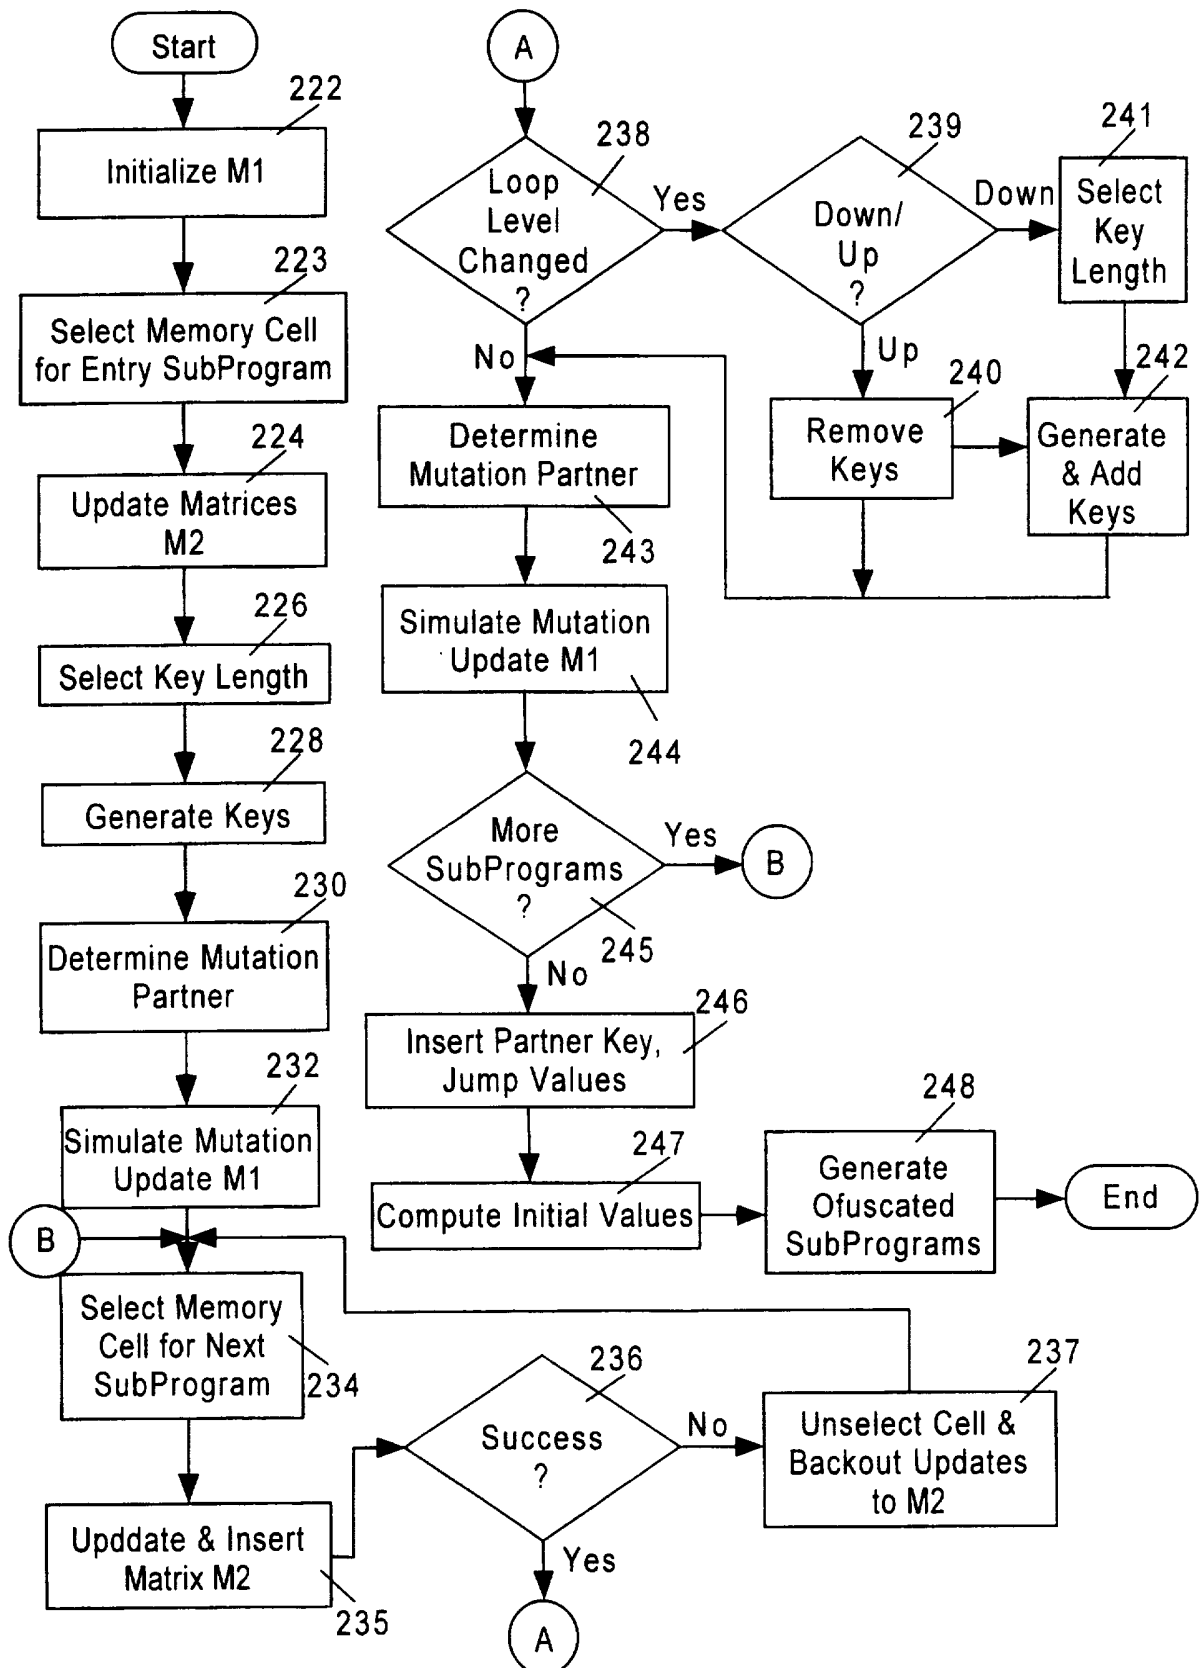 Start
222
Initialize M1
223
Select Memory Cell
for Entry SubProgram
224
Update Matrices
M2
226
Select Key Length
228
Generate Keys
230
Determine Mutation
Partner
232
Simulate Mutation
Update M1
B
Select Memory
Cell for Next
SubProgram
234
Upddate & Insert
Matrix M2
235
236
Success
?
No
Yes
A
237
Unselect Cell &
Backout Updates
to M2
A
238
Loop
Level
Changed
?
Yes
No
239
Down/
Up
?
Down
Up
241
Select
Key
Length
240
Remove
Keys
242
Generate
& Add
Keys
Determine
Mutation Partner
243
Simulate Mutation
Update M1
244
More
SubPrograms
?
245
Yes
B
No
246
Insert Partner Key,
Jump Values
247
Compute Initial Values
248
Generate
Ofuscated
SubPrograms
End